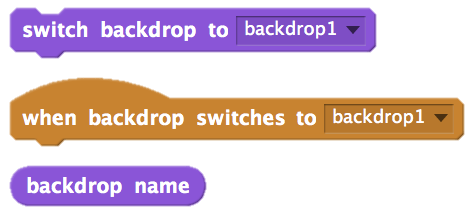 switch backdrop to backdrop1
when backdrop switches to backdrop1
backdrop name